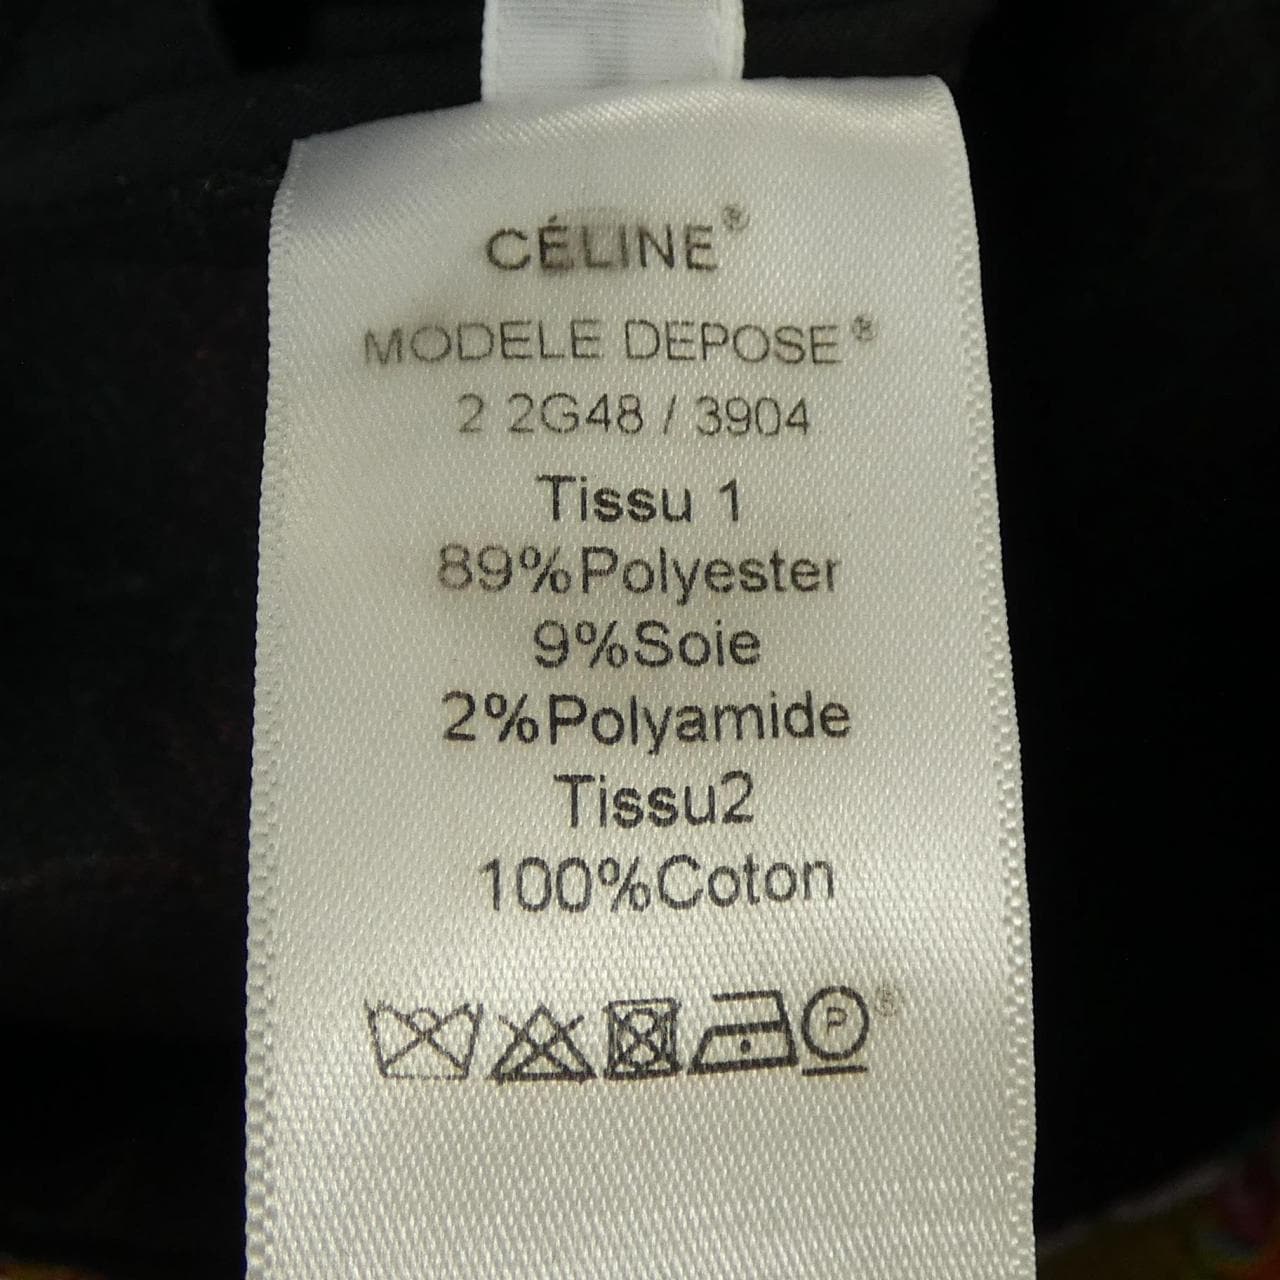 CÉLINE®
MODELE DEPOSE®
2 2G48 / 3904
Tissu 1
89%Polyester
9%Soie
2%Polyamide
Tissu2
100%Coton
P